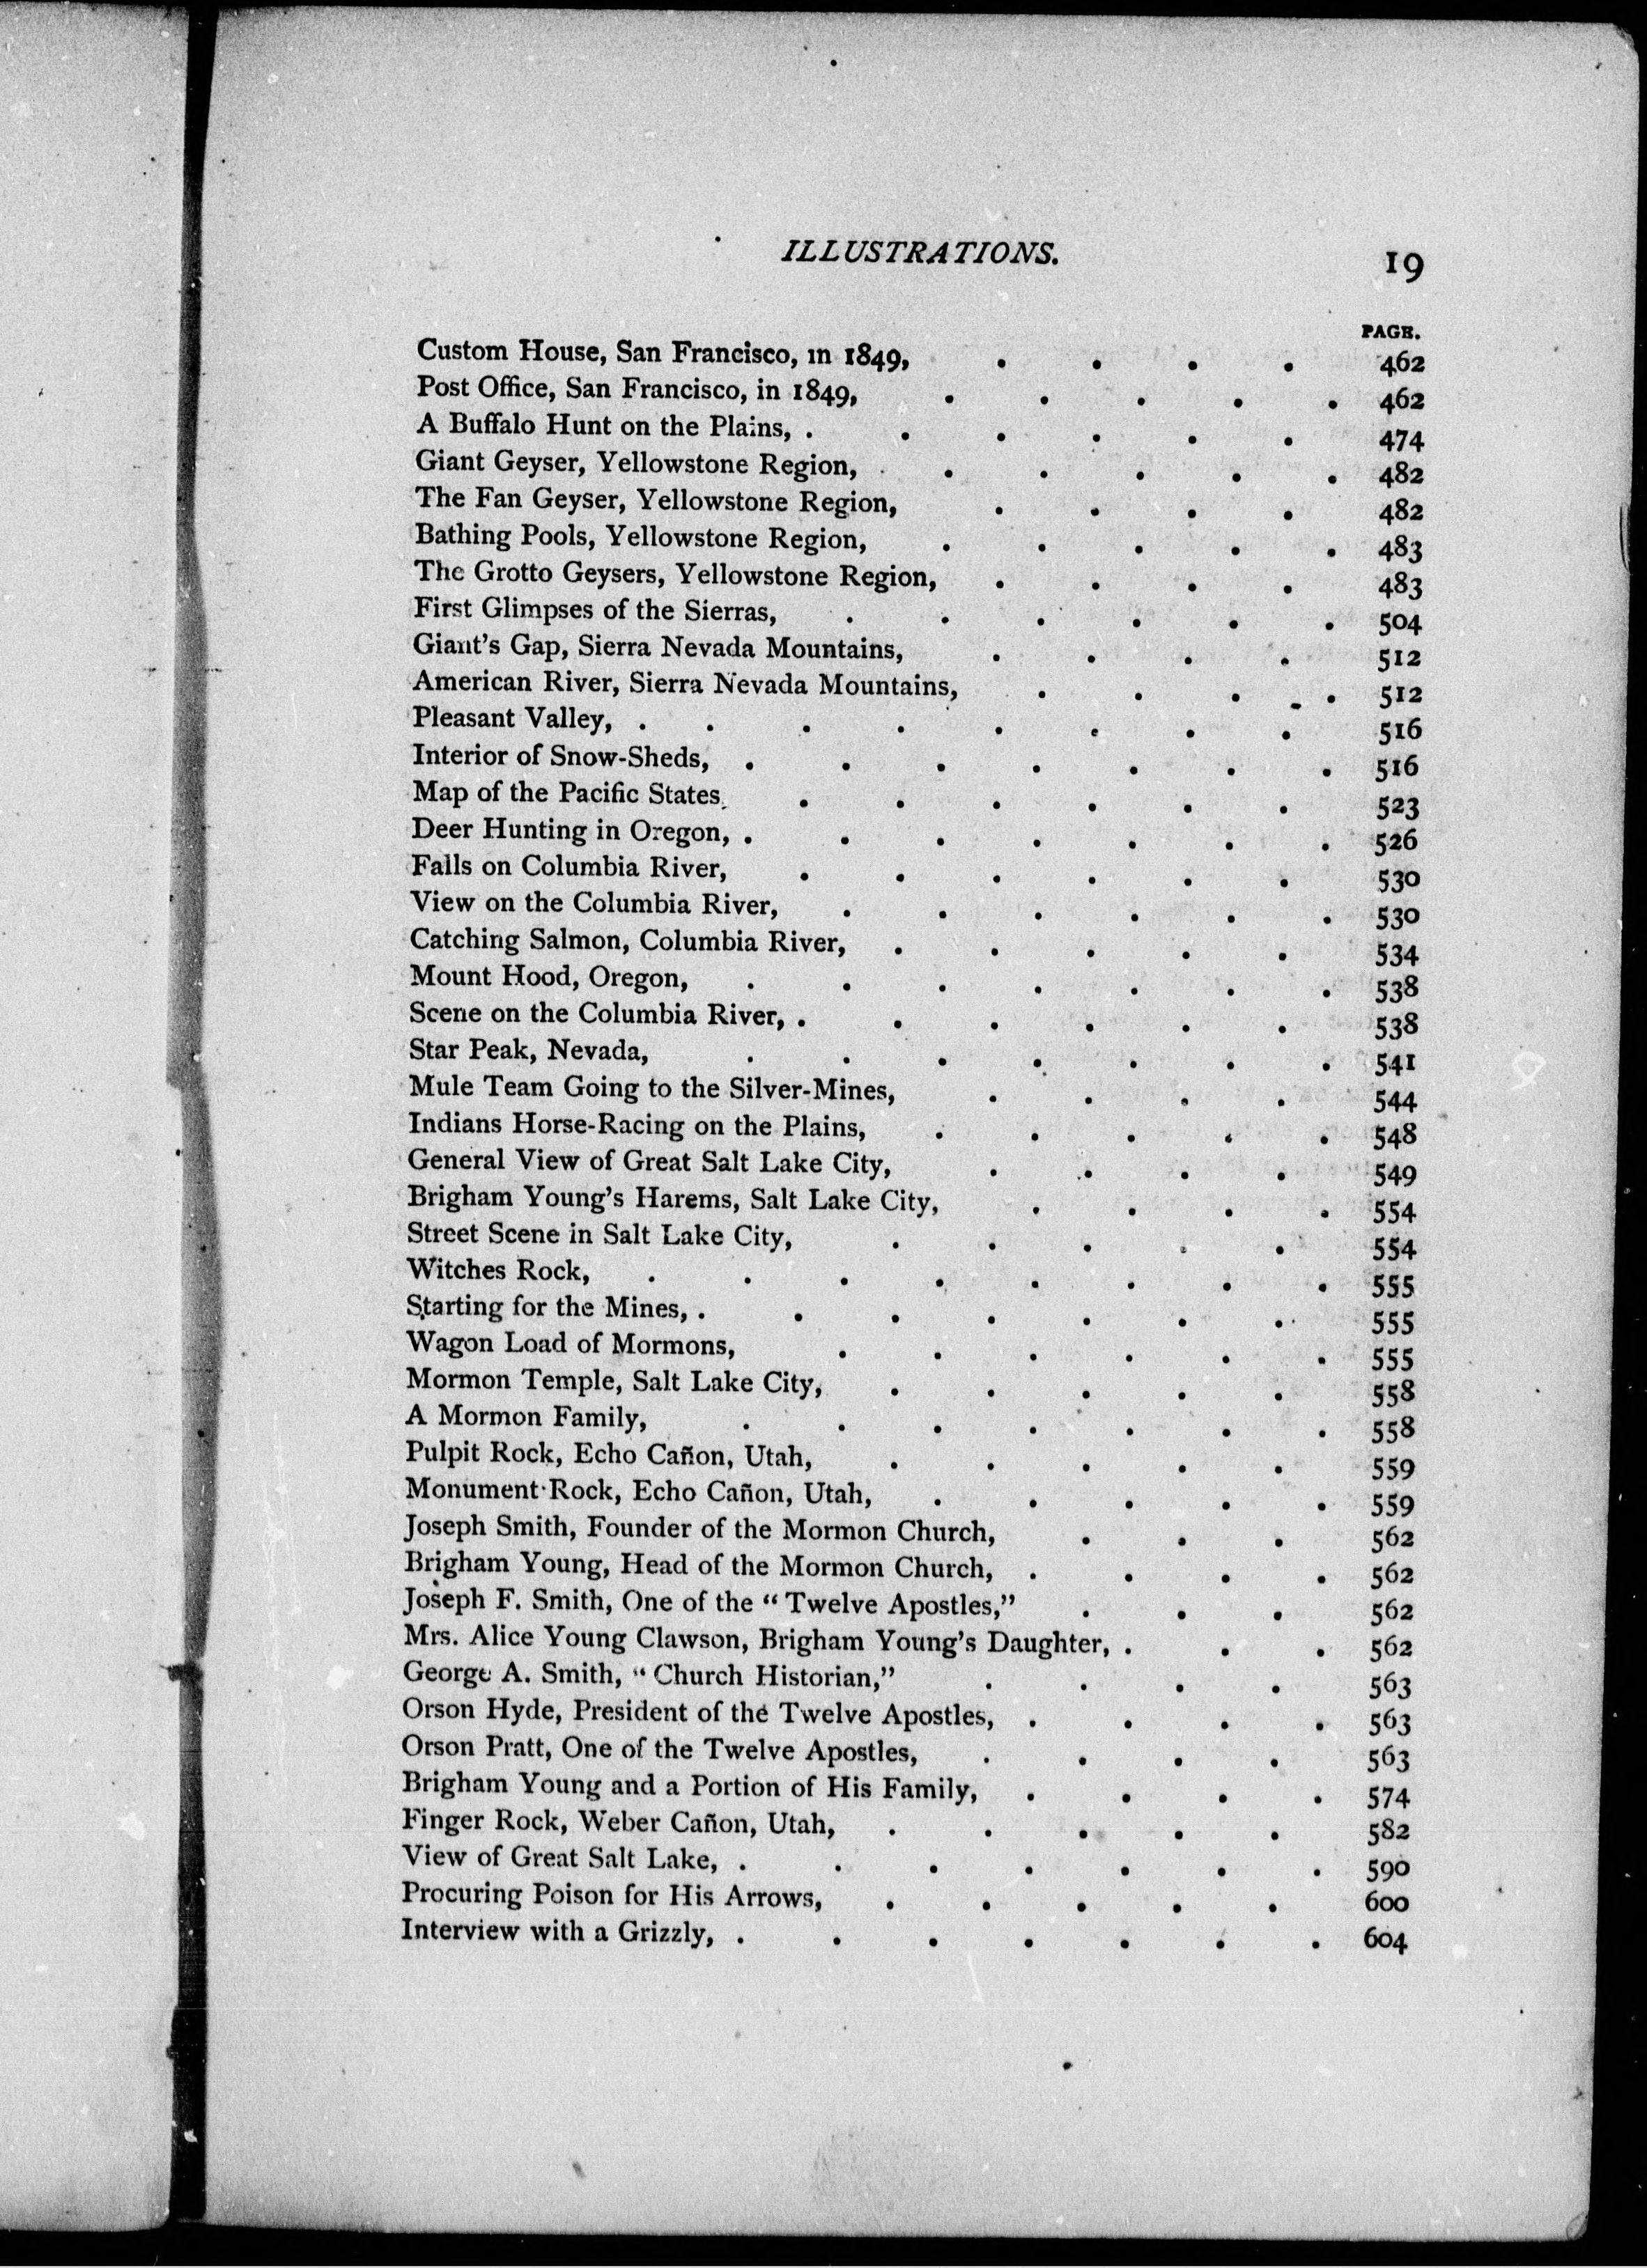 ILLUSTRATIONS. 19
PAGE.
Custom House, San Francisco, in 1849, . . . . 462
Post Office, San Francisco, in 1849, . . . . . 462
A Buffalo Hunt on the Plains, . . . . . . 474
Giant Geyser, Yellowstone Region, . . . . . 482
The Fan Geyser, Yellowstone Region, . . . . 482
Bathing Pools, Yellowstone Region, . . . . . 483
The Grotto Geysers, Yellowstone Region, . . . . 483
First Glimpses of the Sierras, . . . . . . 504
Giant's Gap, Sierra Nevada Mountains, . . . . 512
American River, Sierra Nevada Mountains, . . . . 512
Pleasant Valley, . . . . . . . . 516
Interior of Snow-Sheds, . . . . . . . 516
Map of the Pacific States, . . . . . . 523
Deer Hunting in Oregon, . . . . . . . 526
Falls on Columbia River, . . . . . . 530
View on the Columbia River, . . . . . . 530
Catching Salmon, Columbia River, . . . . . 534
Mount Hood, Oregon, . . . . . . . 538
Scene on the Columbia River, . . . . . . 538
Star Peak, Nevada, . . . . . . . 541
Mule Team Going to the Silver-Mines, . . . . 544
Indians Horse-Racing on the Plains, . . . . . 548
General View of Great Salt Lake City, . . . . 549
Brigham Young's Harems, Salt Lake City, . . . . 554
Street Scene in Salt Lake City, . . . . . 554
Witches Rock, . . . . . . . . 555
Starting for the Mines, . . . . . . . 555
Wagon Load of Mormons, . . . . . . 555
Mormon Temple, Salt Lake City, . . . . . 558
A Mormon Family, . . . . . . . 558
Pulpit Rock, Echo Cañon, Utah, . . . . . 559
Monument Rock, Echo Cañon, Utah, . . . . . 559
Joseph Smith, Founder of the Mormon Church, . . . 562
Brigham Young, Head of the Mormon Church, . . . . 562
Joseph F. Smith, One of the "Twelve Apostles," . . . 562
Mrs. Alice Young Clawson, Brigham Young's Daughter, . . . 562
George A. Smith, "Church Historian," . . . . 563
Orson Hyde, President of the Twelve Apostles, . . . . 563
Orson Pratt, One of the Twelve Apostles, . . . . 563
Brigham Young and a Portion of His Family, . . . . 574
Finger Rock, Weber Cañon, Utah, . . . . . 582
View of Great Salt Lake, . . . . . . . 590
Procuring Poison for His Arrows, . . . . . 600
Interview with a Grizzly, . . . . . . . 604